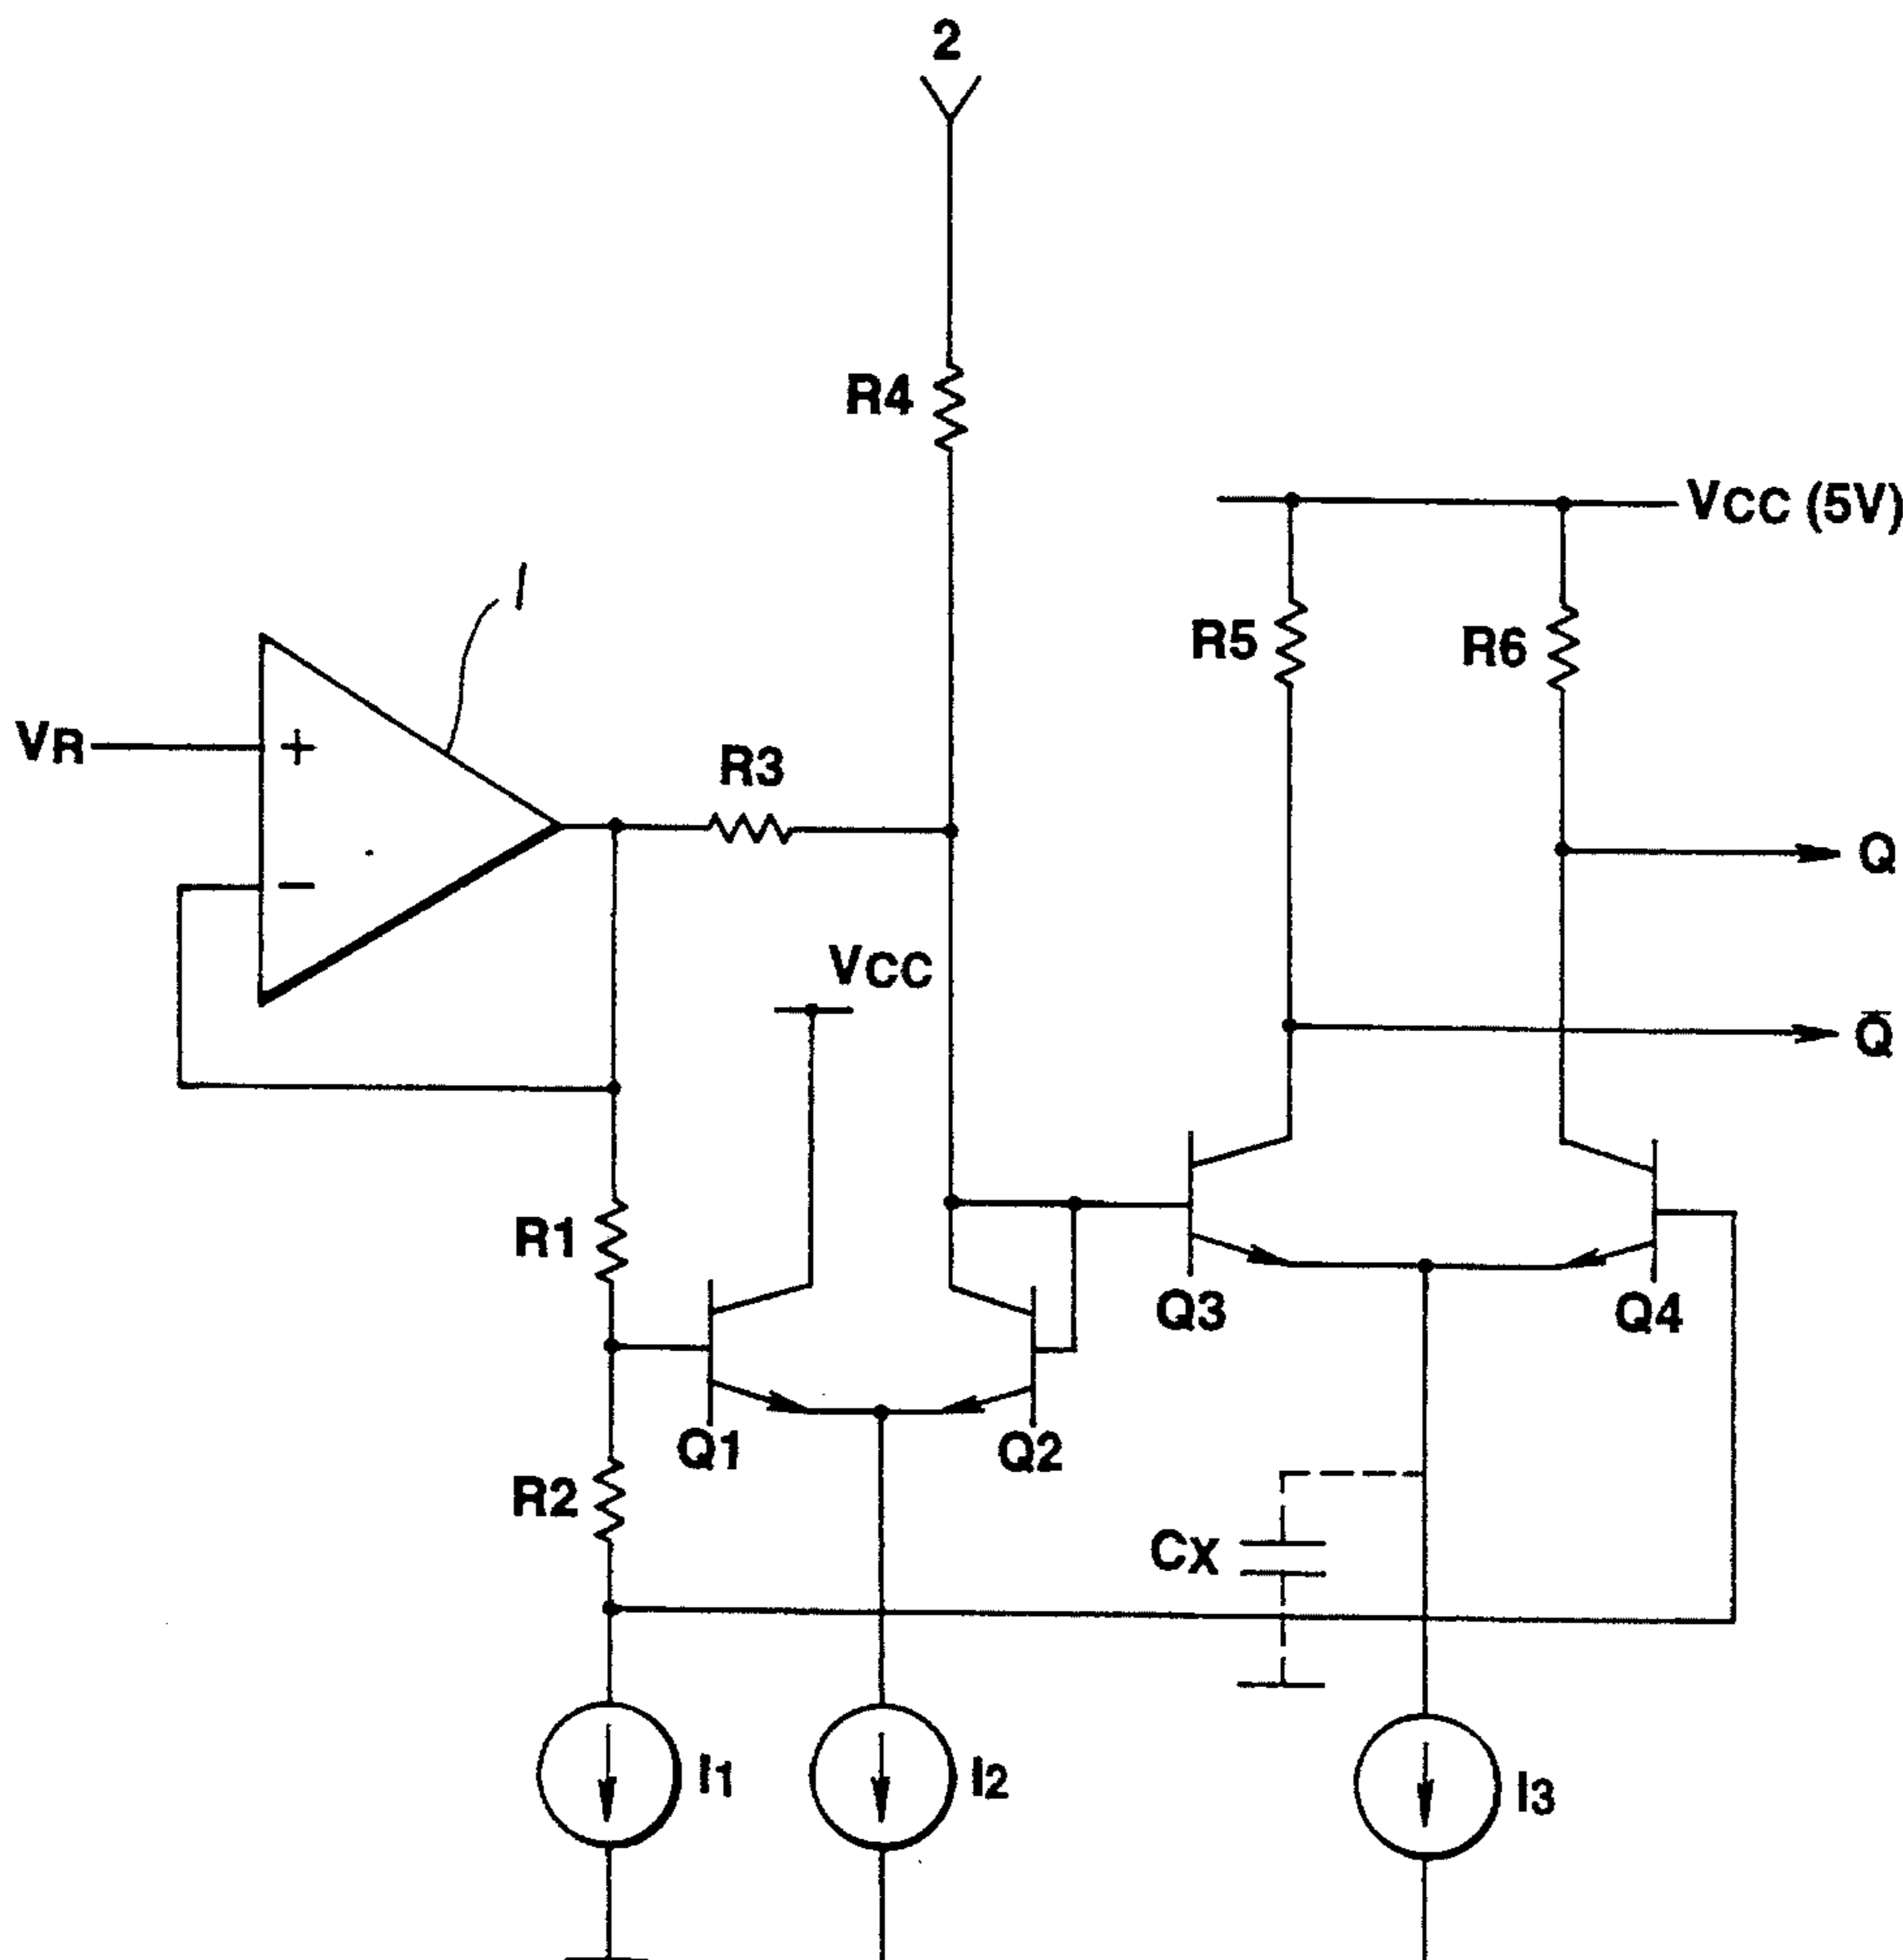 2
R4
VCC (5V)
1
R5
R6
VR
+
R3
−
Q
VCC
Q̅
R1
Q3
Q4
Q1
Q2
R2
CX
I1
I2
I3